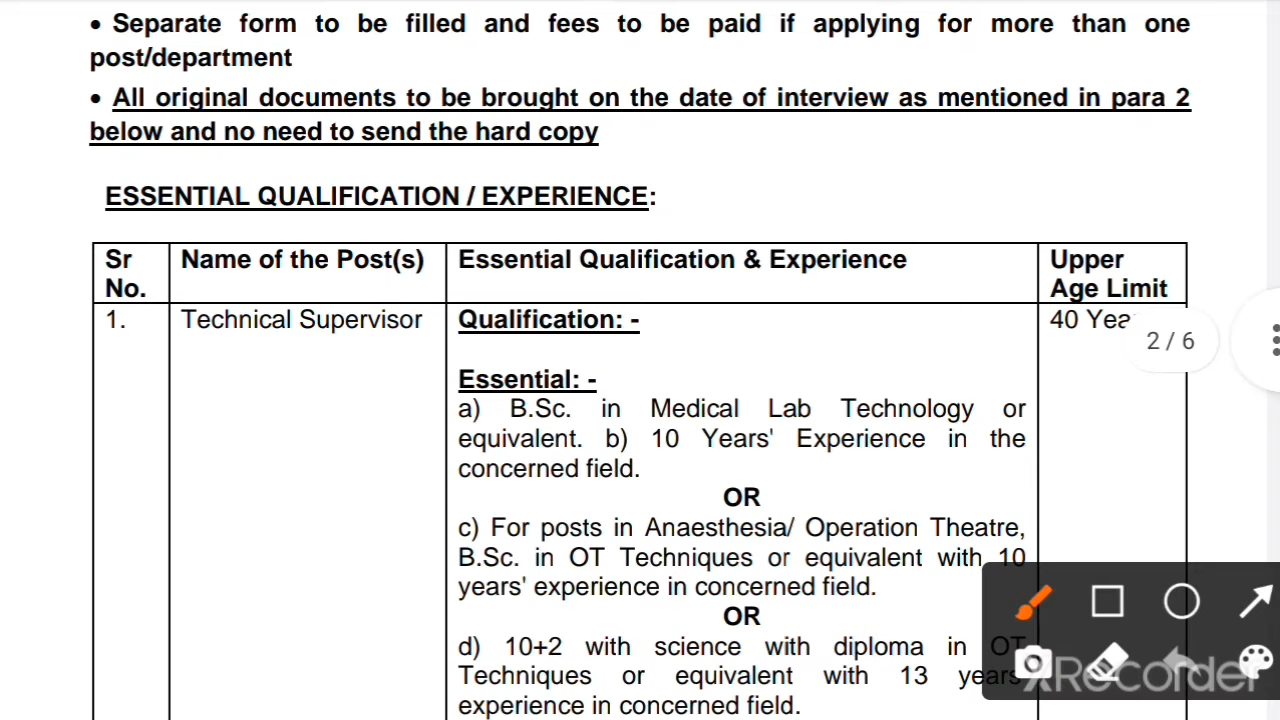 • Separate form to be filled and fees to be paid if applying for more than one
post/department
• All original documents to be brought on the date of interview as mentioned in para 2
below and no need to send the hard copy
ESSENTIAL QUALIFICATION / EXPERIENCE:
Sr No. Name of the Post(s) Essential Qualification & Experience Upper Age Limit
1. Technical Supervisor Qualification: - 40
2 / 6
Essential: -
a) B.Sc. in Medical Lab Technology or
equivalent. b) 10 Years' Experience in the
concerned field.
OR
c) For posts in Anaesthesia/ Operation Theatre,
B.Sc. in OT Techniques or equivalent with 10
years' experience in concerned field.
OR
d) 10+2 with science with diploma in OT
Techniques or equivalent with 13 years
experience in concerned field.
XRecorder